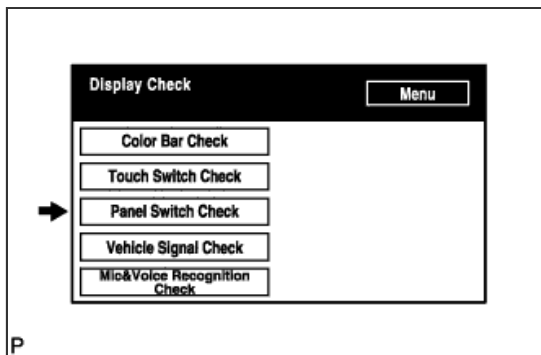 Display Check
Menu
Color Bar Check
Touch Switch Check
Panel Switch Check
Vehicle Signal Check
Mic&Voice Recognition
Check
P